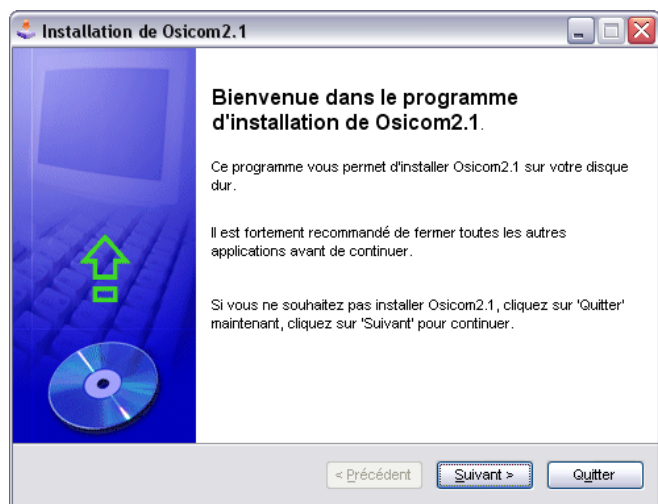 Installation de Osicom2.1
Bienvenue dans le programme
d'installation de Osicom2.1.
Ce programme vous permet d'installer Osicom2.1 sur votre disque
dur.
Il est fortement recommandé de fermer toutes les autres
applications avant de continuer.
Si vous ne souhaitez pas installer Osicom2.1, cliquez sur 'Quitter'
maintenant, cliquez sur 'Suivant' pour continuer.
< Précédent
Suivant >
Quitter